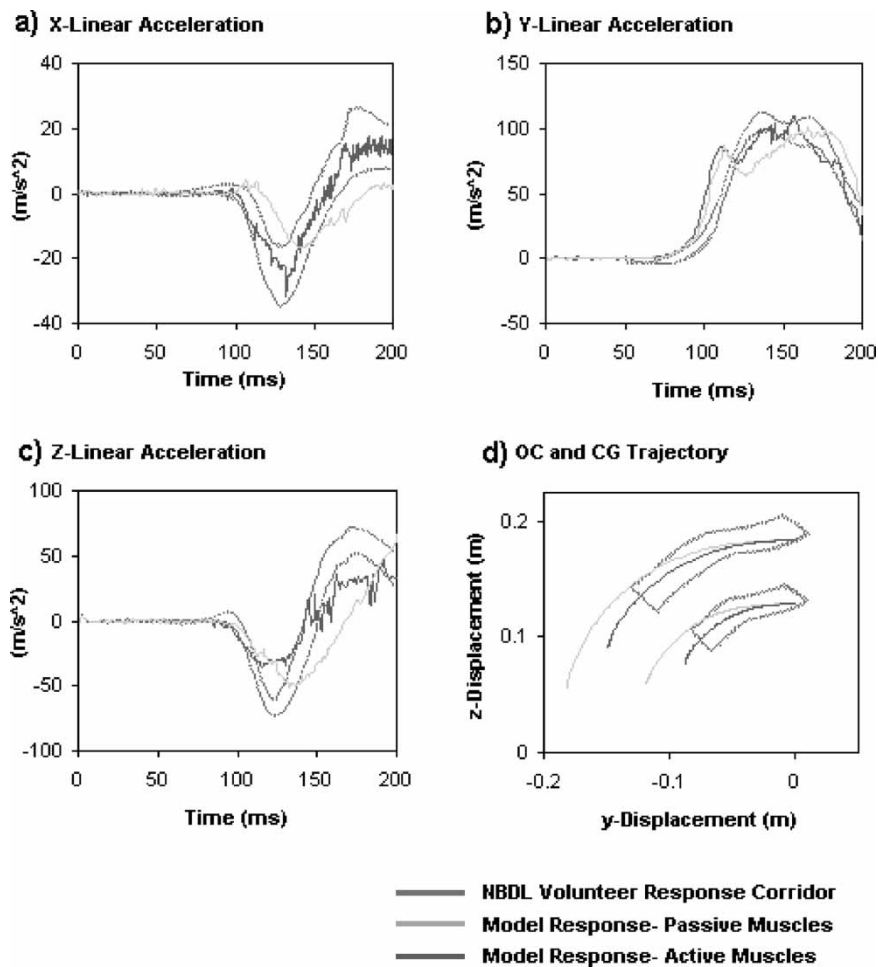 a) X-Linear Acceleration
40
20
0
-20
-40
(m/s^2)
0 50 100 150 200
Time (ms)
b) Y-Linear Acceleration
150
100
50
0
-50
(m/s^2)
0 50 100 150 200
Time (ms)
c) Z-Linear Acceleration
100
50
0
-50
-100
(m/s^2)
0 50 100 150 200
Time (ms)
d) OC and CG Trajectory
0.2
0.1
0
z-Displacement (m)
-0.2 -0.1 0
y-Displacement (m)
NBDL Volunteer Response Corridor
Model Response- Passive Muscles
Model Response- Active Muscles